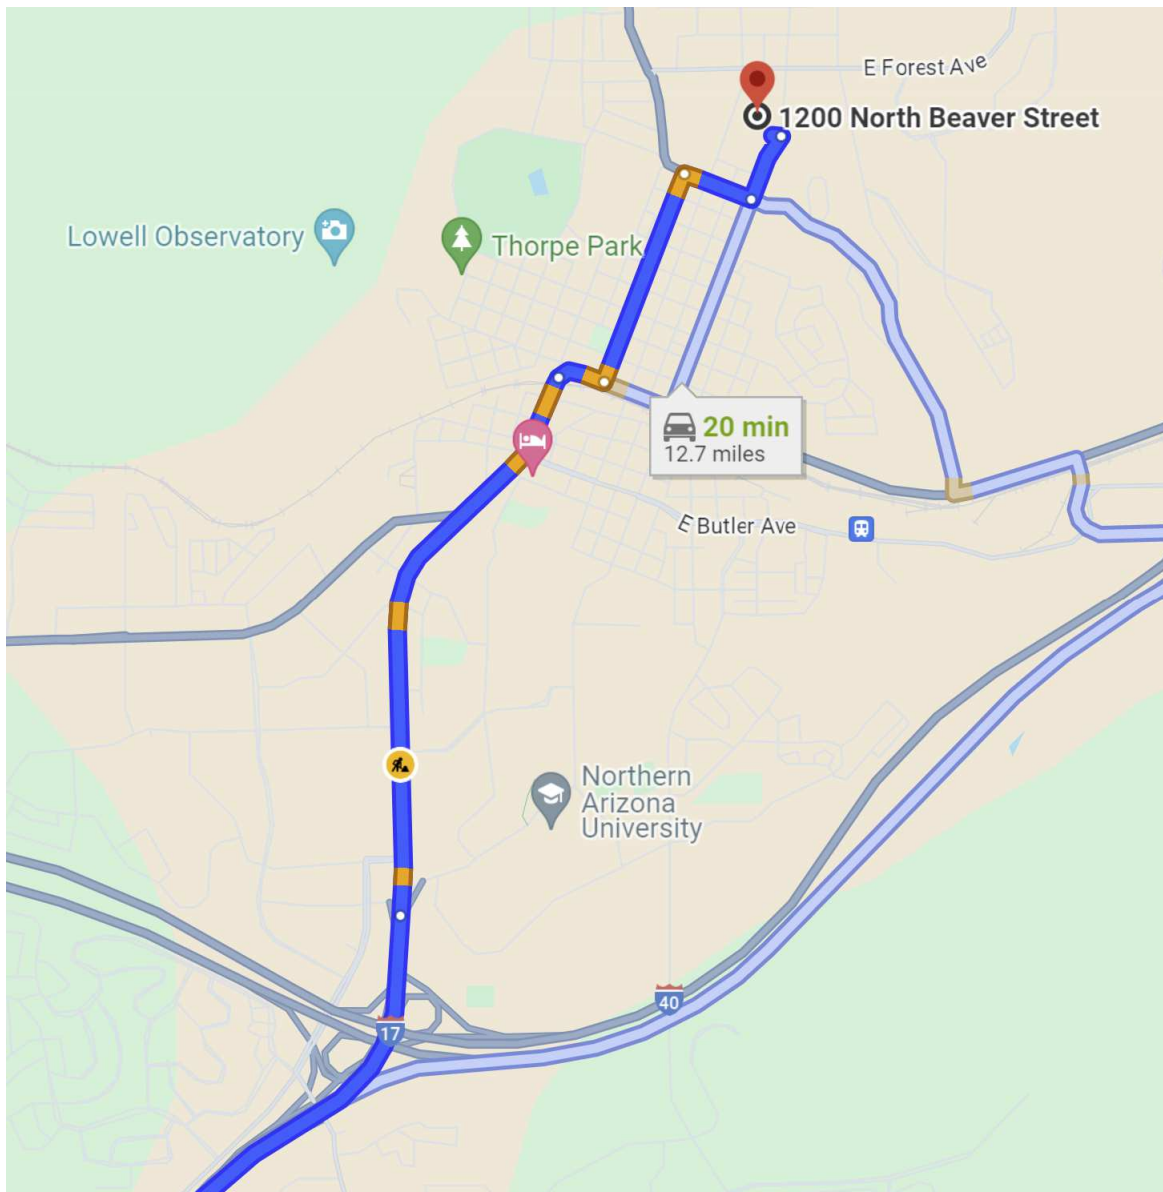 E Forest Ave
1200 North Beaver Street
Lowell Observatory
Thorpe Park
20 min
12.7 miles
E Butler Ave
Northern
Arizona
University
40
17